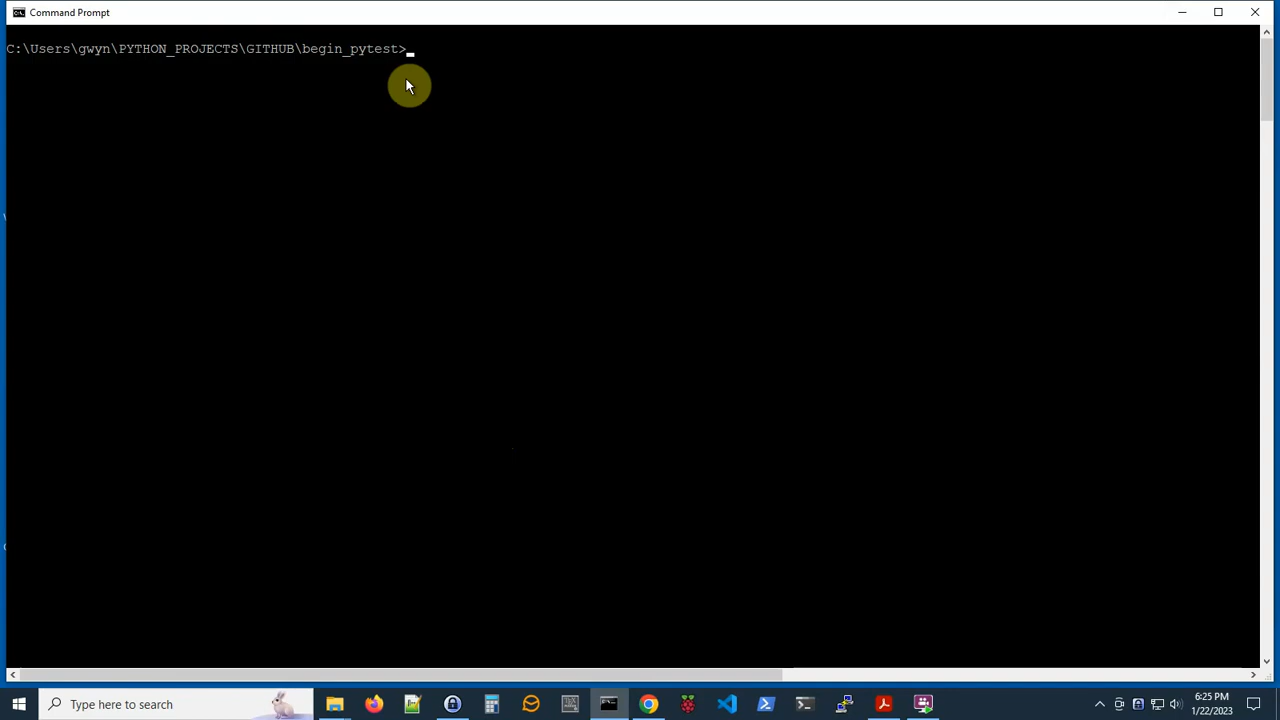 Command Prompt
C:\Users\gwyn\PYTHON_PROJECTS\GITHUB\begin_pytest>
Type here to search
6:25 PM
1/22/2023